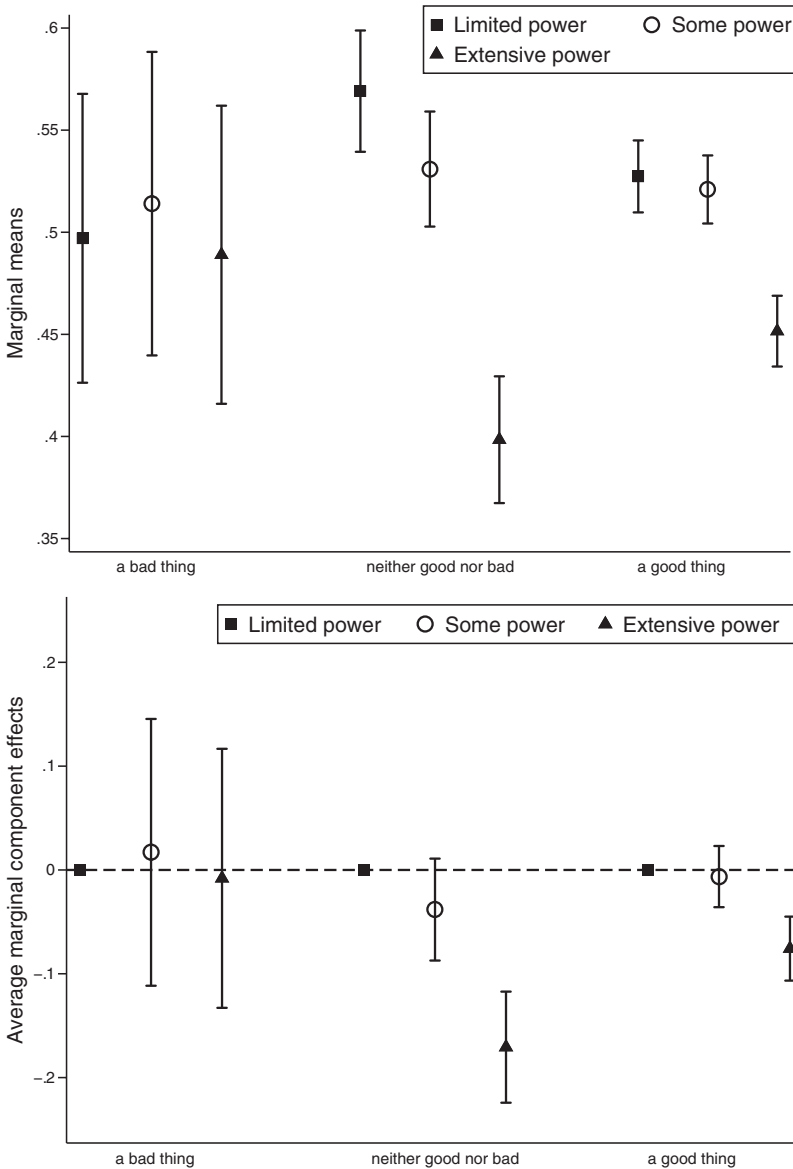 Limited power Some power
Extensive power
Marginal means
.6
.55
.5
.45
.4
.35
a bad thing neither good nor bad a good thing
Limited power Some power Extensive power
Average marginal component effects
.2
.1
0
-.1
-.2
a bad thing neither good nor bad a good thing